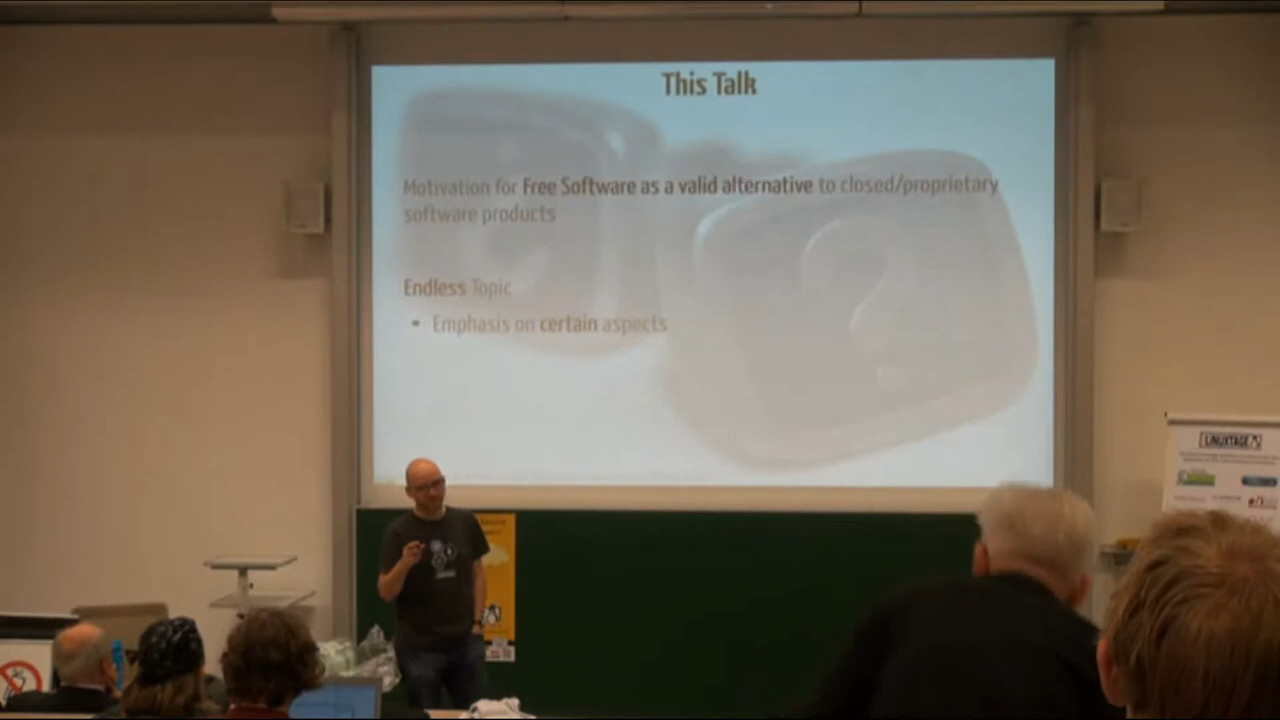 This Talk
Motivation for Free Software as a valid alternative to closed/proprietary
software products
Endless Topic
▪ Emphasis on certain aspects
LINUXTAGE